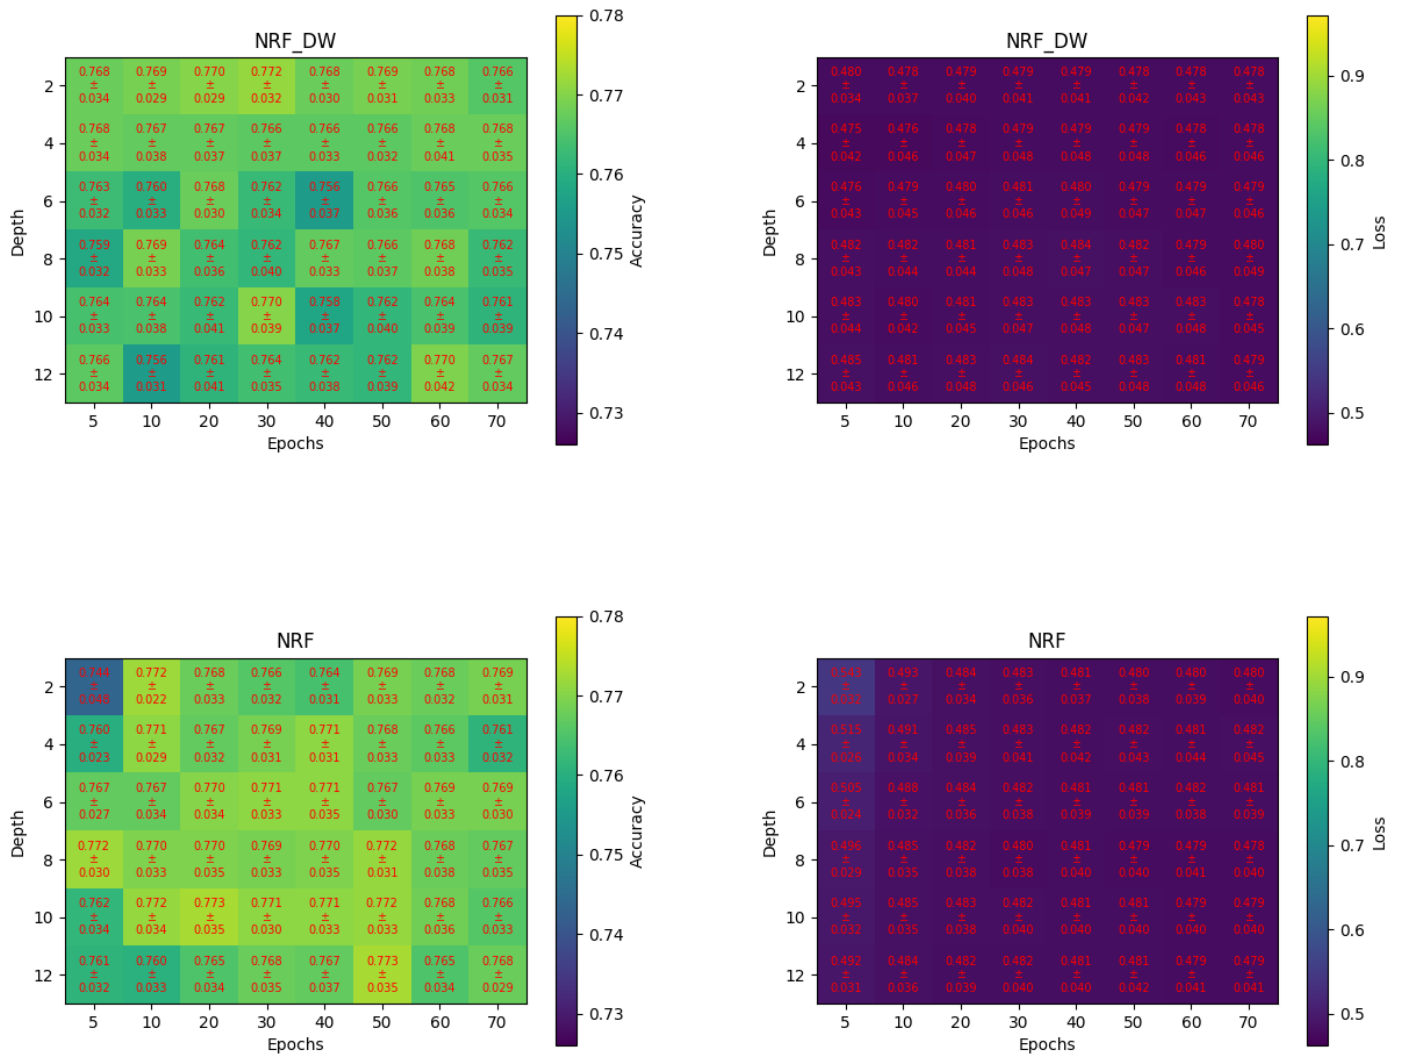 NRF_DW
0.768 0.769 0.770 0.772 0.768 0.769 0.768 0.766
2 ± ± ± ± ± ± ± ±
0.034 0.029 0.029 0.032 0.030 0.031 0.033 0.031
0.768 0.767 0.767 0.766 0.766 0.766 0.768 0.768
4 ± ± ± ± ± ± ± ±
0.034 0.038 0.037 0.037 0.033 0.032 0.041 0.035
0.763 0.760 0.768 0.762 0.756 0.766 0.765 0.766
6 ± ± ± ± ± ± ± ±
0.032 0.033 0.030 0.034 0.037 0.036 0.036 0.034
0.759 0.769 0.764 0.762 0.767 0.766 0.768 0.762
8 ± ± ± ± ± ± ± ±
0.032 0.033 0.036 0.040 0.033 0.037 0.038 0.035
0.764 0.764 0.762 0.770 0.758 0.762 0.764 0.761
10 ± ± ± ± ± ± ± ±
0.033 0.038 0.041 0.039 0.037 0.040 0.039 0.039
0.766 0.756 0.761 0.764 0.762 0.762 0.770 0.767
12 ± ± ± ± ± ± ± ±
0.034 0.031 0.041 0.035 0.038 0.039 0.042 0.034
5 10 20 30 40 50 60 70
Epochs
Depth
0.78
0.77
0.76
0.75
0.74
0.73
Accuracy
NRF_DW
0.480 0.478 0.479 0.479 0.479 0.478 0.478 0.478
2 ± ± ± ± ± ± ± ±
0.034 0.037 0.040 0.041 0.041 0.042 0.043 0.043
0.475 0.476 0.478 0.479 0.479 0.479 0.478 0.478
4 ± ± ± ± ± ± ± ±
0.042 0.046 0.047 0.048 0.048 0.048 0.046 0.046
0.476 0.479 0.480 0.481 0.480 0.479 0.479 0.479
6 ± ± ± ± ± ± ± ±
0.043 0.045 0.046 0.046 0.049 0.047 0.047 0.046
0.482 0.482 0.481 0.483 0.484 0.482 0.479 0.480
8 ± ± ± ± ± ± ± ±
0.043 0.044 0.044 0.048 0.047 0.047 0.046 0.049
0.483 0.480 0.481 0.483 0.483 0.483 0.483 0.478
10 ± ± ± ± ± ± ± ±
0.044 0.042 0.045 0.047 0.048 0.047 0.048 0.045
0.485 0.481 0.483 0.484 0.482 0.483 0.481 0.479
12 ± ± ± ± ± ± ± ±
0.043 0.046 0.048 0.046 0.045 0.048 0.048 0.046
5 10 20 30 40 50 60 70
Epochs
Depth
0.9
0.8
0.7
0.6
0.5
Loss
NRF
0.744 0.772 0.768 0.766 0.764 0.769 0.768 0.769
2 ± ± ± ± ± ± ± ±
0.048 0.022 0.033 0.032 0.031 0.033 0.032 0.031
0.760 0.771 0.767 0.769 0.771 0.768 0.766 0.761
4 ± ± ± ± ± ± ± ±
0.023 0.029 0.032 0.031 0.031 0.033 0.033 0.032
0.767 0.767 0.770 0.771 0.771 0.767 0.769 0.769
6 ± ± ± ± ± ± ± ±
0.027 0.034 0.034 0.033 0.035 0.030 0.033 0.030
0.772 0.770 0.770 0.769 0.770 0.772 0.768 0.767
8 ± ± ± ± ± ± ± ±
0.030 0.033 0.035 0.033 0.035 0.031 0.038 0.035
0.762 0.772 0.773 0.771 0.771 0.772 0.768 0.766
10 ± ± ± ± ± ± ± ±
0.034 0.034 0.035 0.030 0.033 0.033 0.036 0.033
0.761 0.760 0.765 0.768 0.767 0.773 0.765 0.768
12 ± ± ± ± ± ± ± ±
0.032 0.033 0.034 0.035 0.037 0.035 0.034 0.029
5 10 20 30 40 50 60 70
Epochs
Depth
0.78
0.77
0.76
0.75
0.74
0.73
Accuracy
NRF
0.543 0.493 0.484 0.483 0.481 0.480 0.480 0.480
2 ± ± ± ± ± ± ± ±
0.032 0.027 0.034 0.036 0.037 0.038 0.039 0.040
0.515 0.491 0.485 0.483 0.482 0.482 0.481 0.482
4 ± ± ± ± ± ± ± ±
0.026 0.034 0.039 0.041 0.042 0.043 0.044 0.045
0.505 0.488 0.484 0.482 0.481 0.481 0.482 0.481
6 ± ± ± ± ± ± ± ±
0.024 0.032 0.036 0.038 0.039 0.039 0.038 0.039
0.496 0.485 0.482 0.480 0.481 0.479 0.479 0.478
8 ± ± ± ± ± ± ± ±
0.029 0.035 0.038 0.038 0.040 0.040 0.041 0.040
0.495 0.485 0.483 0.482 0.481 0.481 0.479 0.479
10 ± ± ± ± ± ± ± ±
0.032 0.035 0.038 0.040 0.040 0.040 0.040 0.040
0.492 0.484 0.482 0.482 0.481 0.481 0.479 0.479
12 ± ± ± ± ± ± ± ±
0.031 0.036 0.039 0.040 0.040 0.042 0.041 0.041
5 10 20 30 40 50 60 70
Epochs
Depth
0.9
0.8
0.7
0.6
0.5
Loss